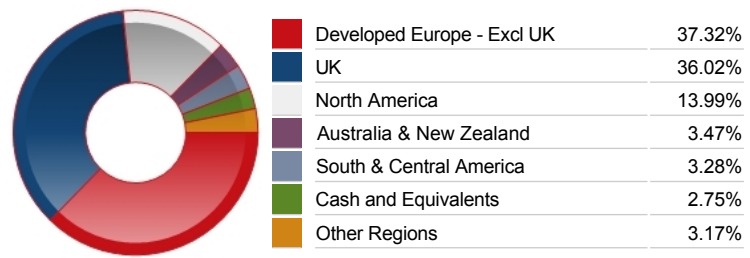 Developed Europe - Excl UK 37.32%
UK 36.02%
North America 13.99%
Australia & New Zealand 3.47%
South & Central America 3.28%
Cash and Equivalents 2.75%
Other Regions 3.17%